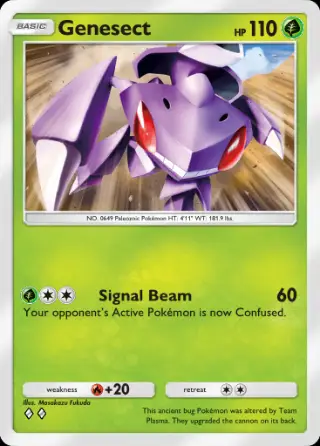 BASIC Genesect HP 110
NO. 0649 Paleozoic Pokémon HT: 4'11" WT: 181.9 lbs.
Signal Beam 60
Your opponent's Active Pokémon is now Confused.
weakness +20 retreat
Illus. Masakazu Fukuda
This ancient bug Pokémon was altered by Team
Plasma. They upgraded the cannon on its back.